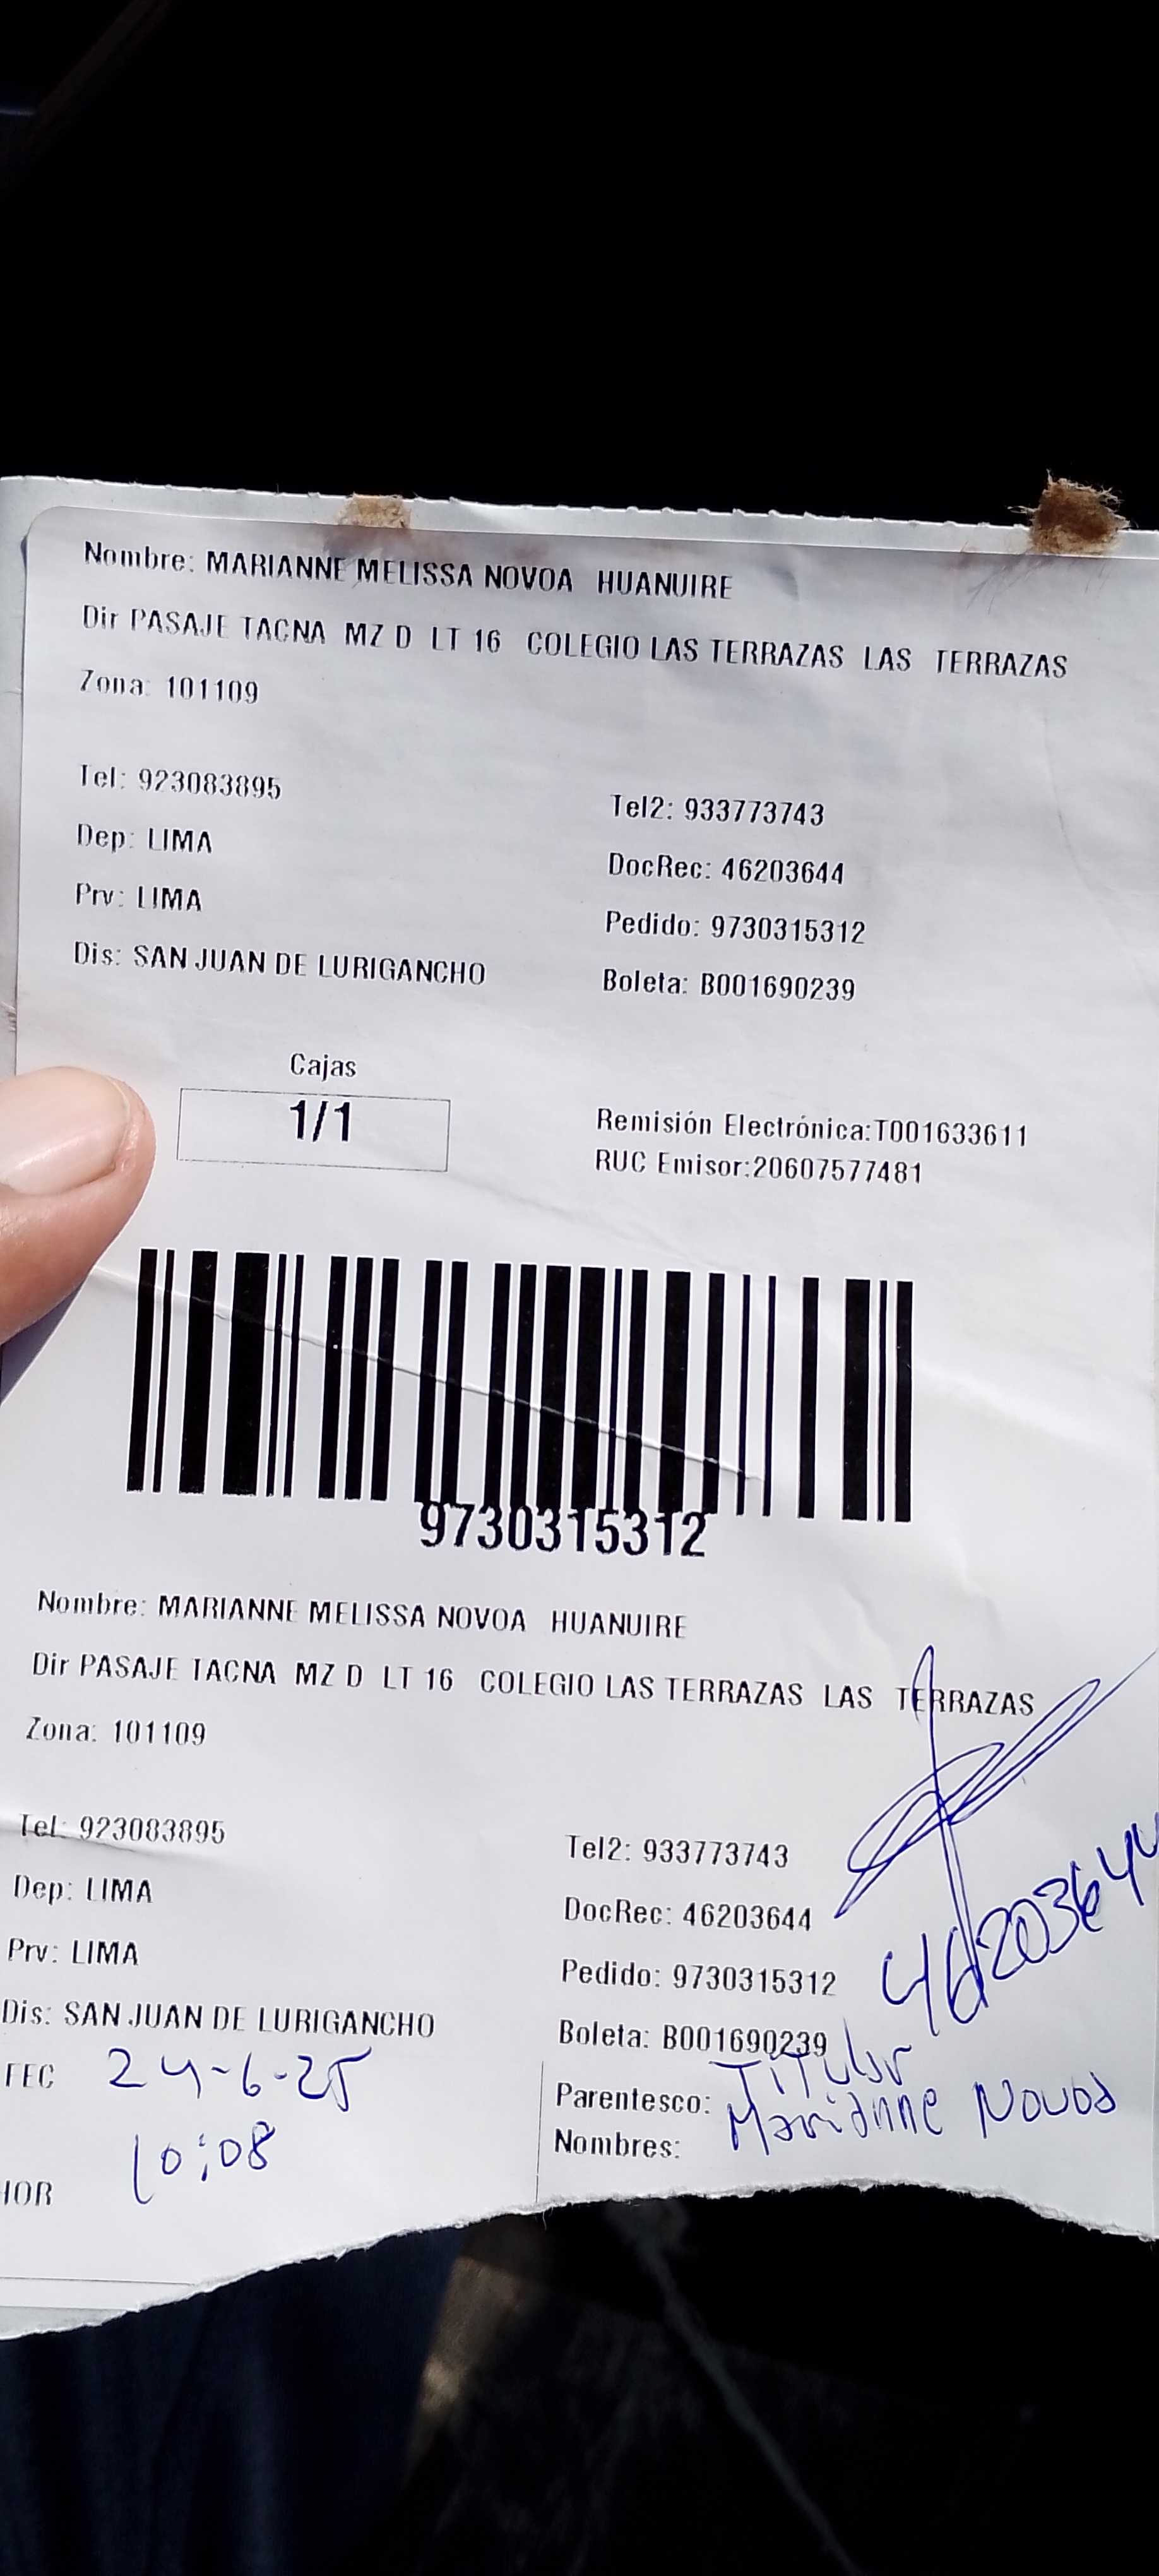 Nombre: MARIANNE MELISSA NOVOA HUANUIRE
Dir PASAJE TACNA MZ D LT 16 COLEGIO LAS TERRAZAS LAS TERRAZAS
Zona: 101109
Tel: 923083895
Tel2: 933773743
Dep: LIMA
DocRec: 46203644
Prv: LIMA
Pedido: 9730315312
Dis: SAN JUAN DE LURIGANCHO
Boleta: B001690239
Cajas
1/1
Remisión Electrónica:T001633611
RUC Emisor:20607577481
9730315312
Nombre: MARIANNE MELISSA NOVOA HUANUIRE
Dir PASAJE TACNA MZ D LT 16 COLEGIO LAS TERRAZAS LAS TERRAZAS
Zona: 101109
Tel: 923083895
Tel2: 933773743
Dep: LIMA
DocRec: 46203644
46203644
Prv: LIMA
Pedido: 9730315312
Dis: SAN JUAN DE LURIGANCHO
Boleta: B001690239
FEC 24-6-25
Parentesco: Titular
Nombres: Marianne Novoa
HOR 10:08